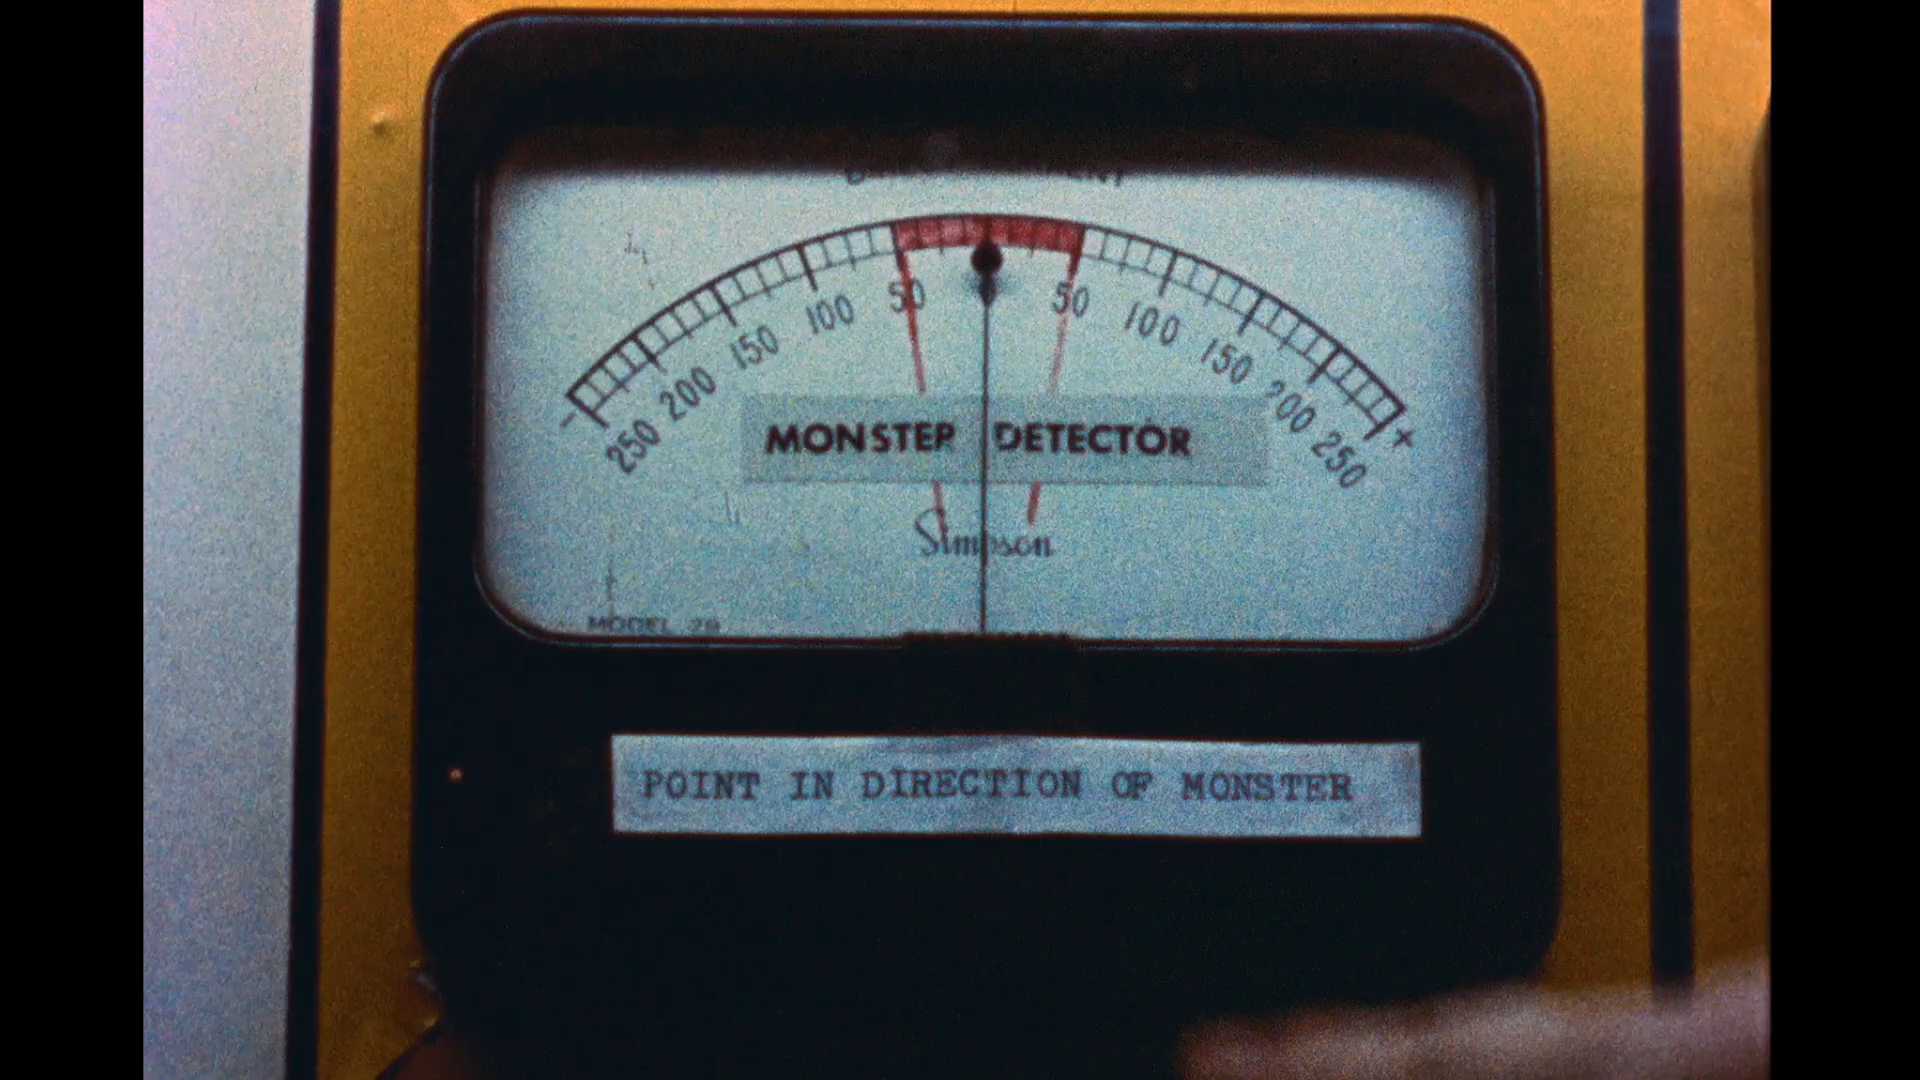 50 50
100 100
150 150
200 200
250 250
- +
MONSTER DETECTOR
Simpson
MODEL 29
POINT IN DIRECTION OF MONSTER